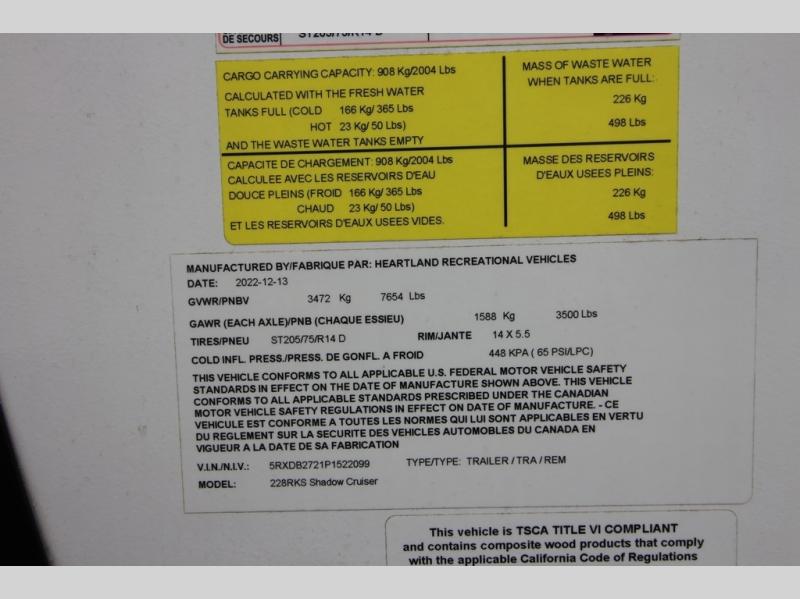 DE SECOURS ST205/75/R14 D
CARGO CARRYING CAPACITY: 908 Kg/2004 Lbs
CALCULATED WITH THE FRESH WATER
TANKS FULL (COLD 166 Kg/ 365 Lbs
HOT 23 Kg/ 50 Lbs)
AND THE WASTE WATER TANKS EMPTY
MASS OF WASTE WATER
WHEN TANKS ARE FULL:
226 Kg
498 Lbs
CAPACITE DE CHARGEMENT: 908 Kg/2004 Lbs
CALCULEE AVEC LES RESERVOIRS D'EAU
DOUCE PLEINS (FROID 166 Kg/ 365 Lbs
CHAUD 23 Kg/ 50 Lbs)
ET LES RESERVOIRS D'EAUX USEES VIDES.
MASSE DES RESERVOIRS
D'EAUX USEES PLEINS:
226 Kg
498 Lbs
MANUFACTURED BY/FABRIQUE PAR: HEARTLAND RECREATIONAL VEHICLES
DATE: 2022-12-13
GVWR/PNBV 3472 Kg 7654 Lbs
GAWR (EACH AXLE)/PNB (CHAQUE ESSIEU) 1588 Kg 3500 Lbs
TIRES/PNEU ST205/75/R14 D RIM/JANTE 14 X 5.5
COLD INFL. PRESS./PRESS. DE GONFL. A FROID 448 KPA ( 65 PSI/LPC)
THIS VEHICLE CONFORMS TO ALL APPLICABLE U.S. FEDERAL MOTOR VEHICLE SAFETY
STANDARDS IN EFFECT ON THE DATE OF MANUFACTURE SHOWN ABOVE. THIS VEHICLE
CONFORMS TO ALL APPLICABLE STANDARDS PRESCRIBED UNDER THE CANADIAN
MOTOR VEHICLE SAFETY REGULATIONS IN EFFECT ON DATE OF MANUFACTURE. - CE
VEHICULE EST CONFORME A TOUTES LES NORMES QUI LUI SONT APPLICABLES EN VERTU
DU REGLEMENT SUR LA SECURITE DES VEHICLES AUTOMOBILES DU CANADA EN
VIGUEUR A LA DATE DE SA FABRICATION
V.I.N./N.I.V.: 5RXDB2721P1522099 TYPE/TYPE: TRAILER / TRA / REM
MODEL: 228RKS Shadow Cruiser
This vehicle is TSCA TITLE VI COMPLIANT
and contains composite wood products that comply
with the applicable California Code of Regulations